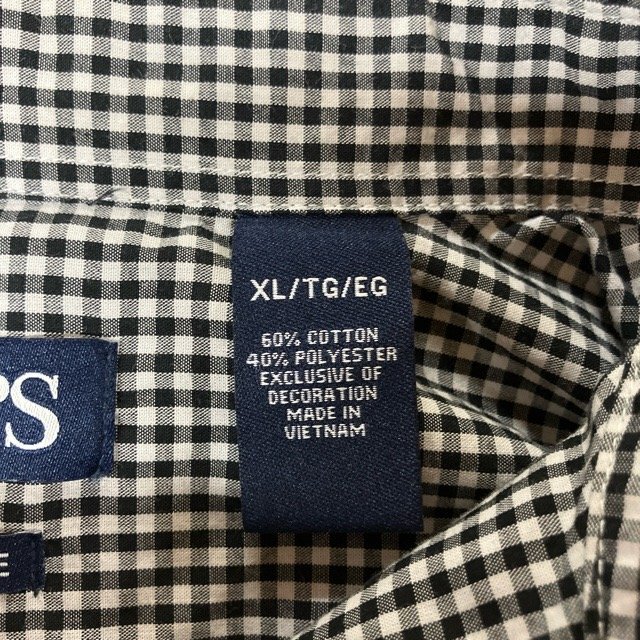 XL/TG/EG
60% COTTON
40% POLYESTER
EXCLUSIVE OF
DECORATION
MADE IN
VIETNAM
PS
E